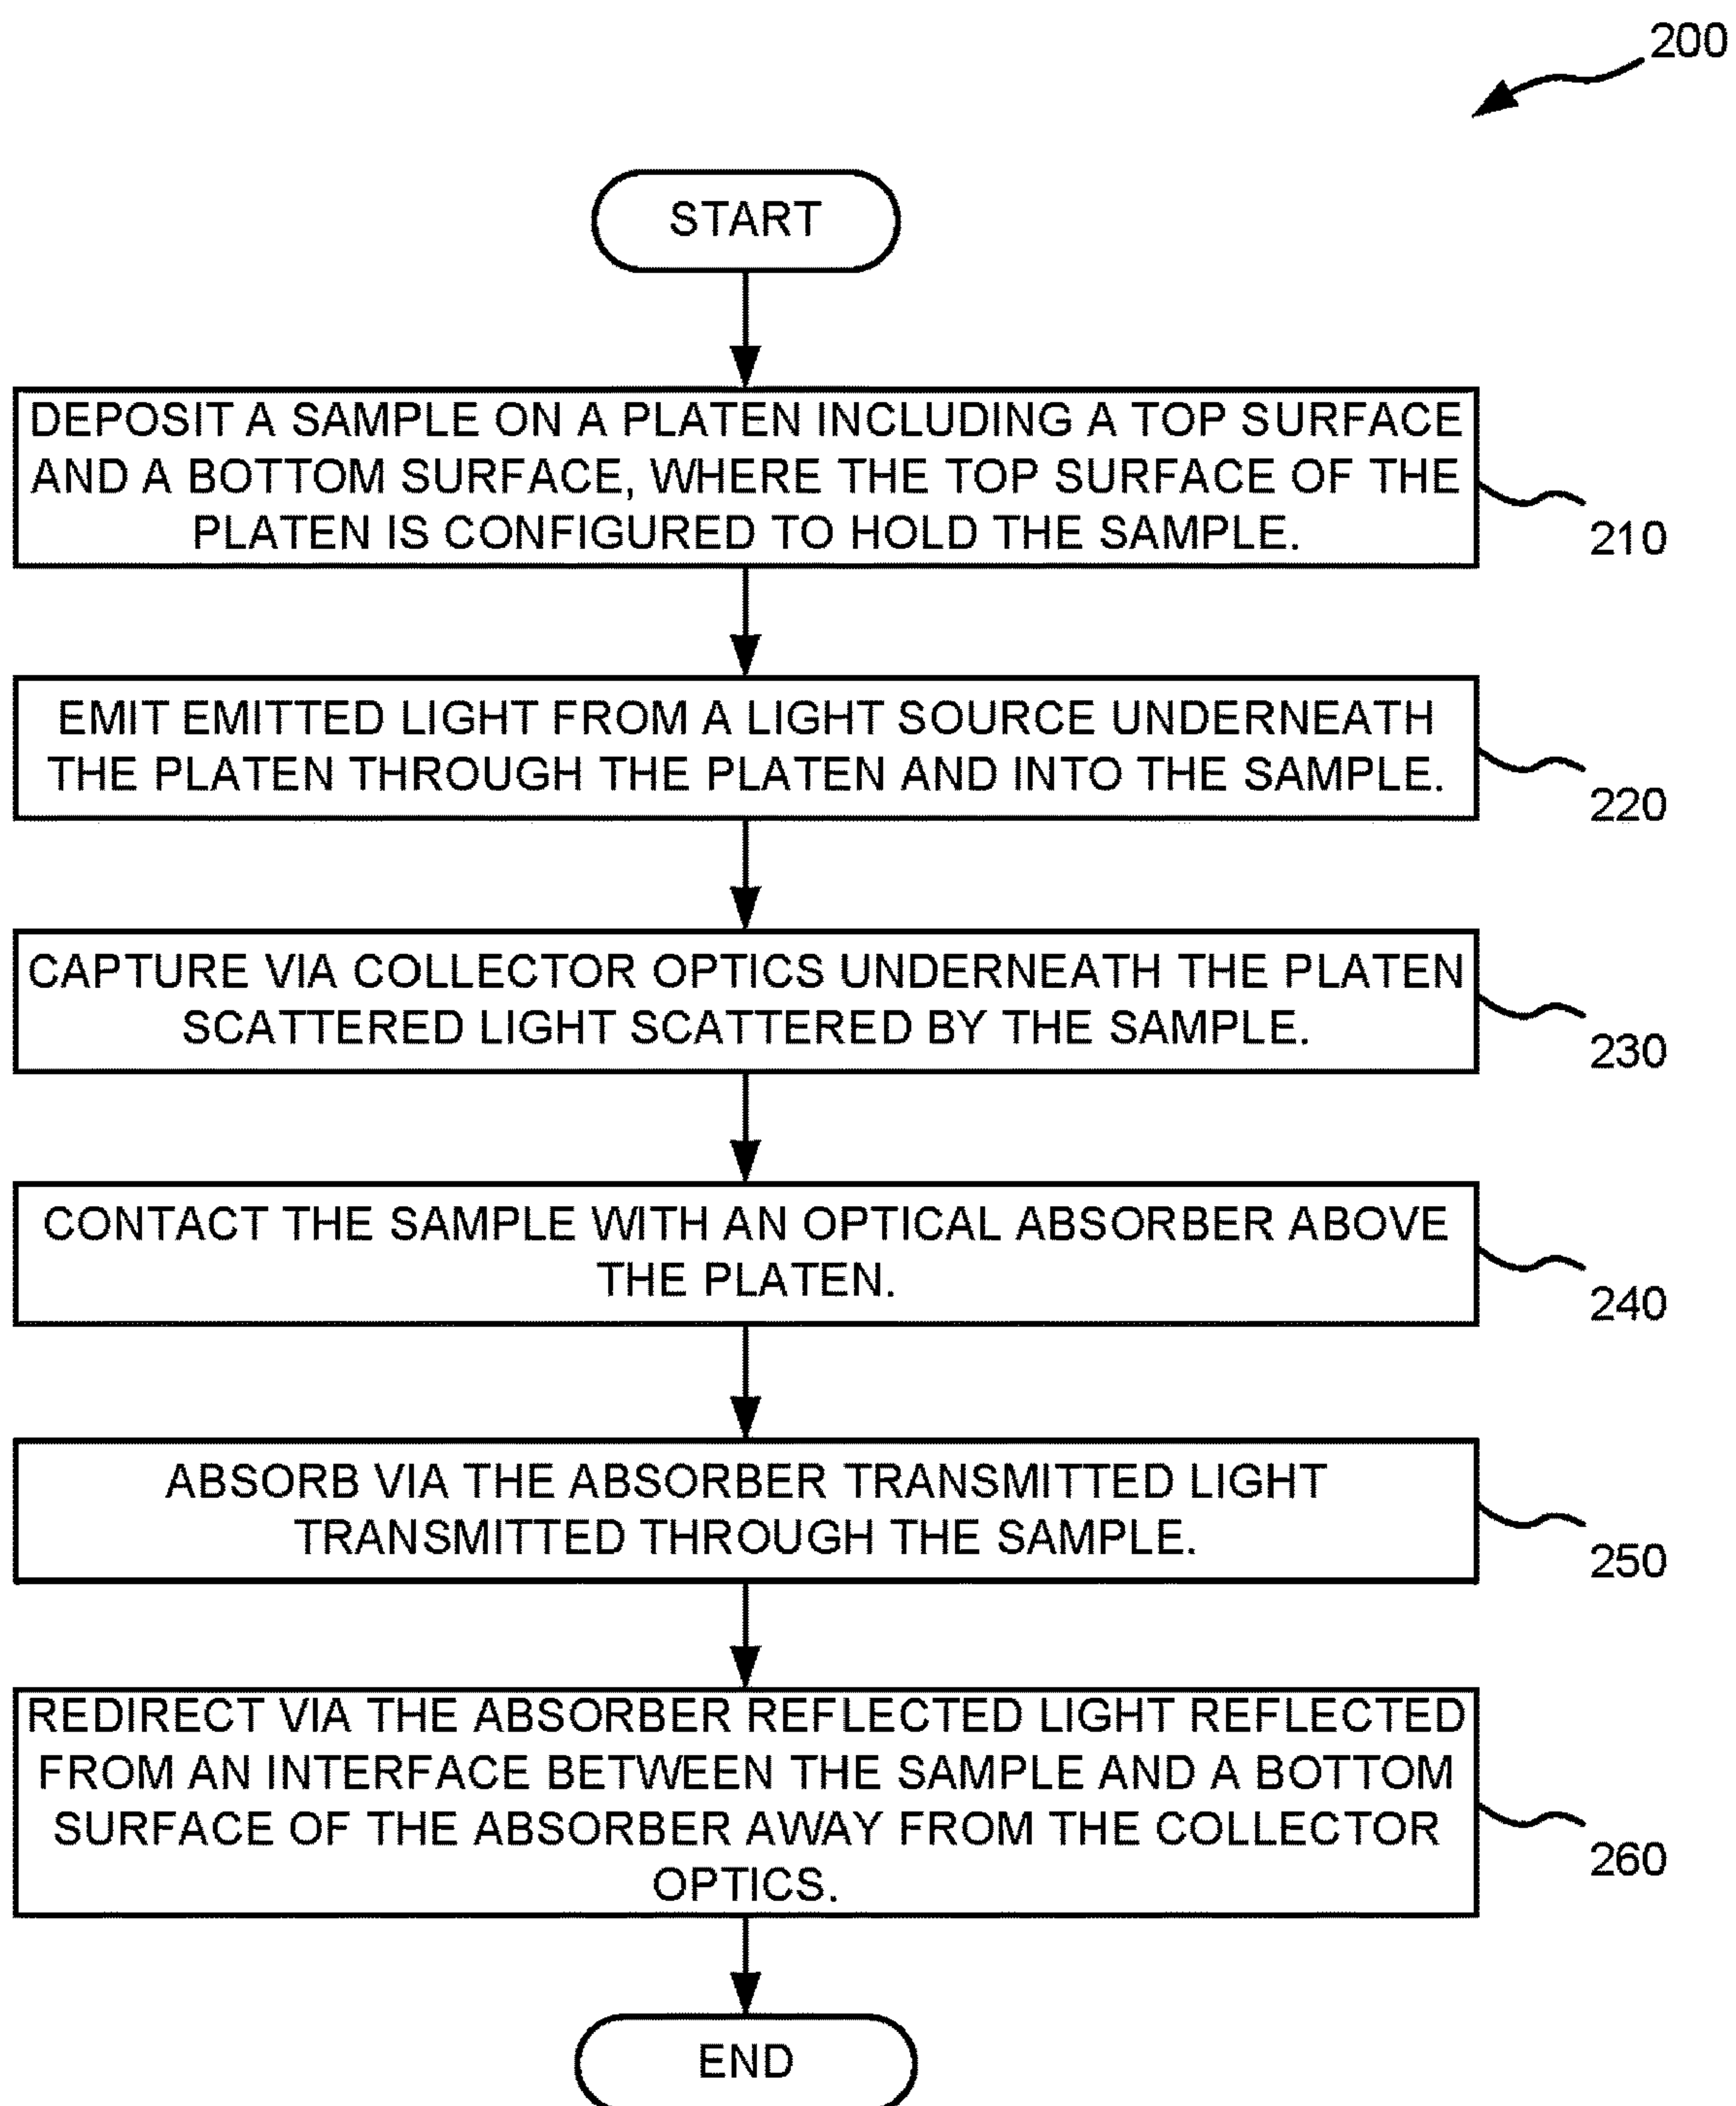 200
START
DEPOSIT A SAMPLE ON A PLATEN INCLUDING A TOP SURFACE
AND A BOTTOM SURFACE, WHERE THE TOP SURFACE OF THE
PLATEN IS CONFIGURED TO HOLD THE SAMPLE.
210
EMIT EMITTED LIGHT FROM A LIGHT SOURCE UNDERNEATH
THE PLATEN THROUGH THE PLATEN AND INTO THE SAMPLE.
220
CAPTURE VIA COLLECTOR OPTICS UNDERNEATH THE PLATEN
SCATTERED LIGHT SCATTERED BY THE SAMPLE.
230
CONTACT THE SAMPLE WITH AN OPTICAL ABSORBER ABOVE
THE PLATEN.
240
ABSORB VIA THE ABSORBER TRANSMITTED LIGHT
TRANSMITTED THROUGH THE SAMPLE.
250
REDIRECT VIA THE ABSORBER REFLECTED LIGHT REFLECTED
FROM AN INTERFACE BETWEEN THE SAMPLE AND A BOTTOM
SURFACE OF THE ABSORBER AWAY FROM THE COLLECTOR
OPTICS.
260
END